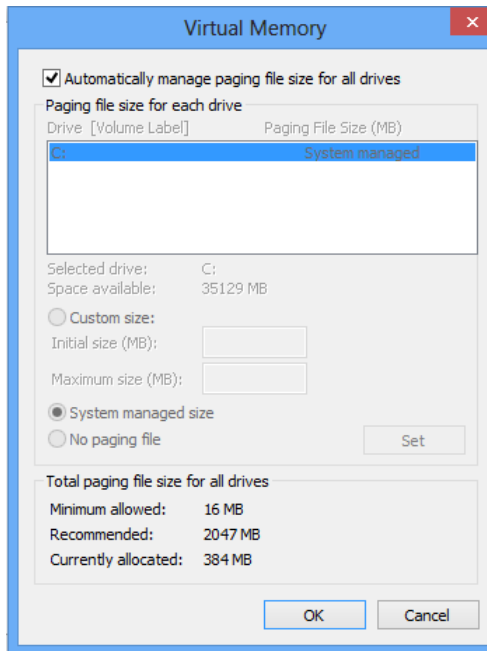 Virtual Memory
Automatically manage paging file size for all drives
Paging file size for each drive
Drive [Volume Label] Paging File Size (MB)
C: System managed
Selected drive: C:
Space available: 35129 MB
Custom size:
Initial size (MB):
Maximum size (MB):
System managed size
No paging file Set
Total paging file size for all drives
Minimum allowed: 16 MB
Recommended: 2047 MB
Currently allocated: 384 MB
OK Cancel